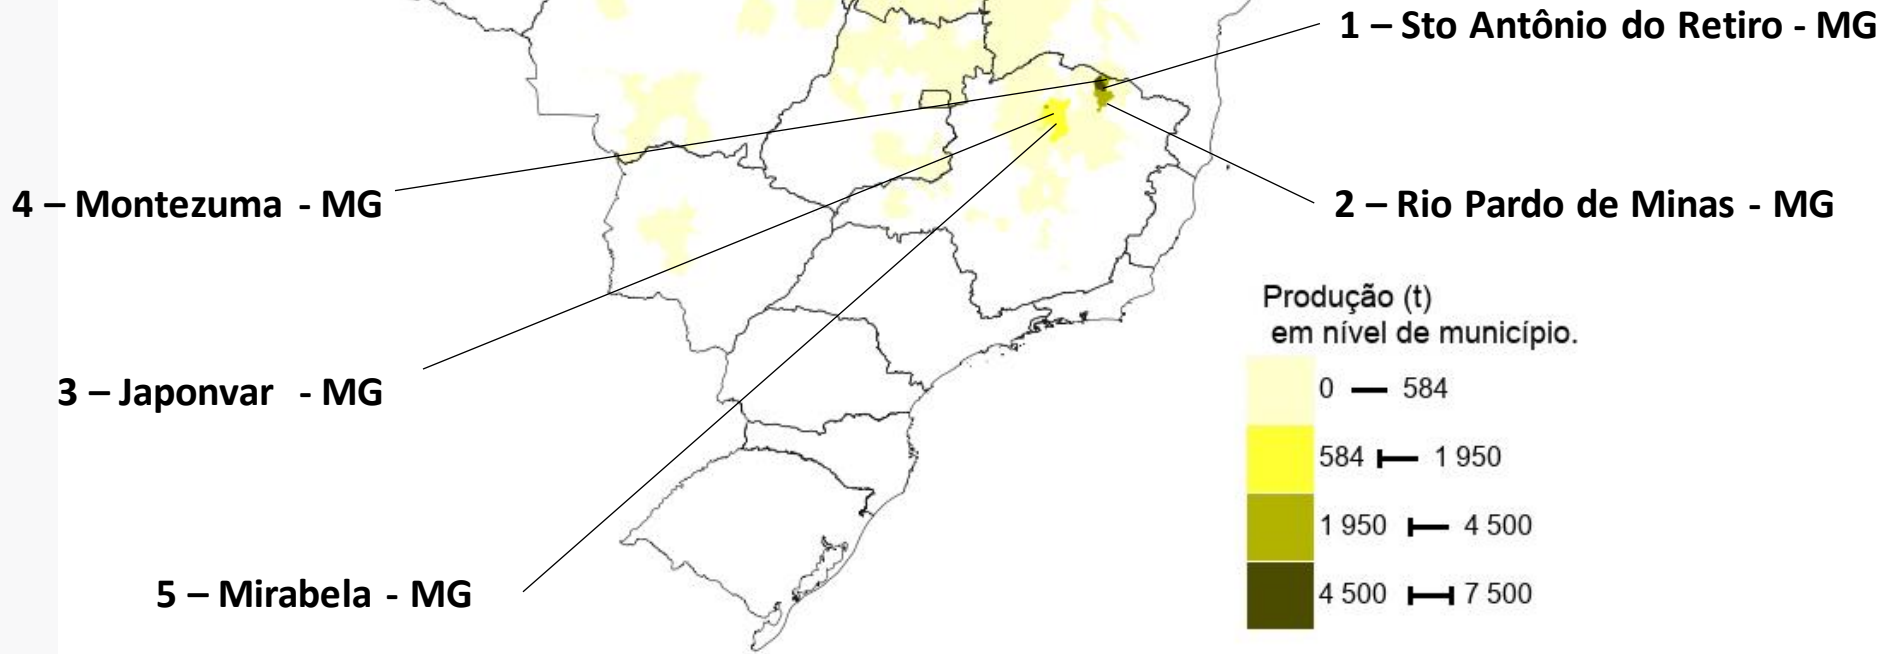 1 – Sto Antônio do Retiro - MG
4 – Montezuma - MG
2 – Rio Pardo de Minas - MG
3 – Japonvar - MG
5 – Mirabela - MG
Produção (t)
em nível de município.
0 — 584
584 — 1 950
1 950 — 4 500
4 500 — 7 500